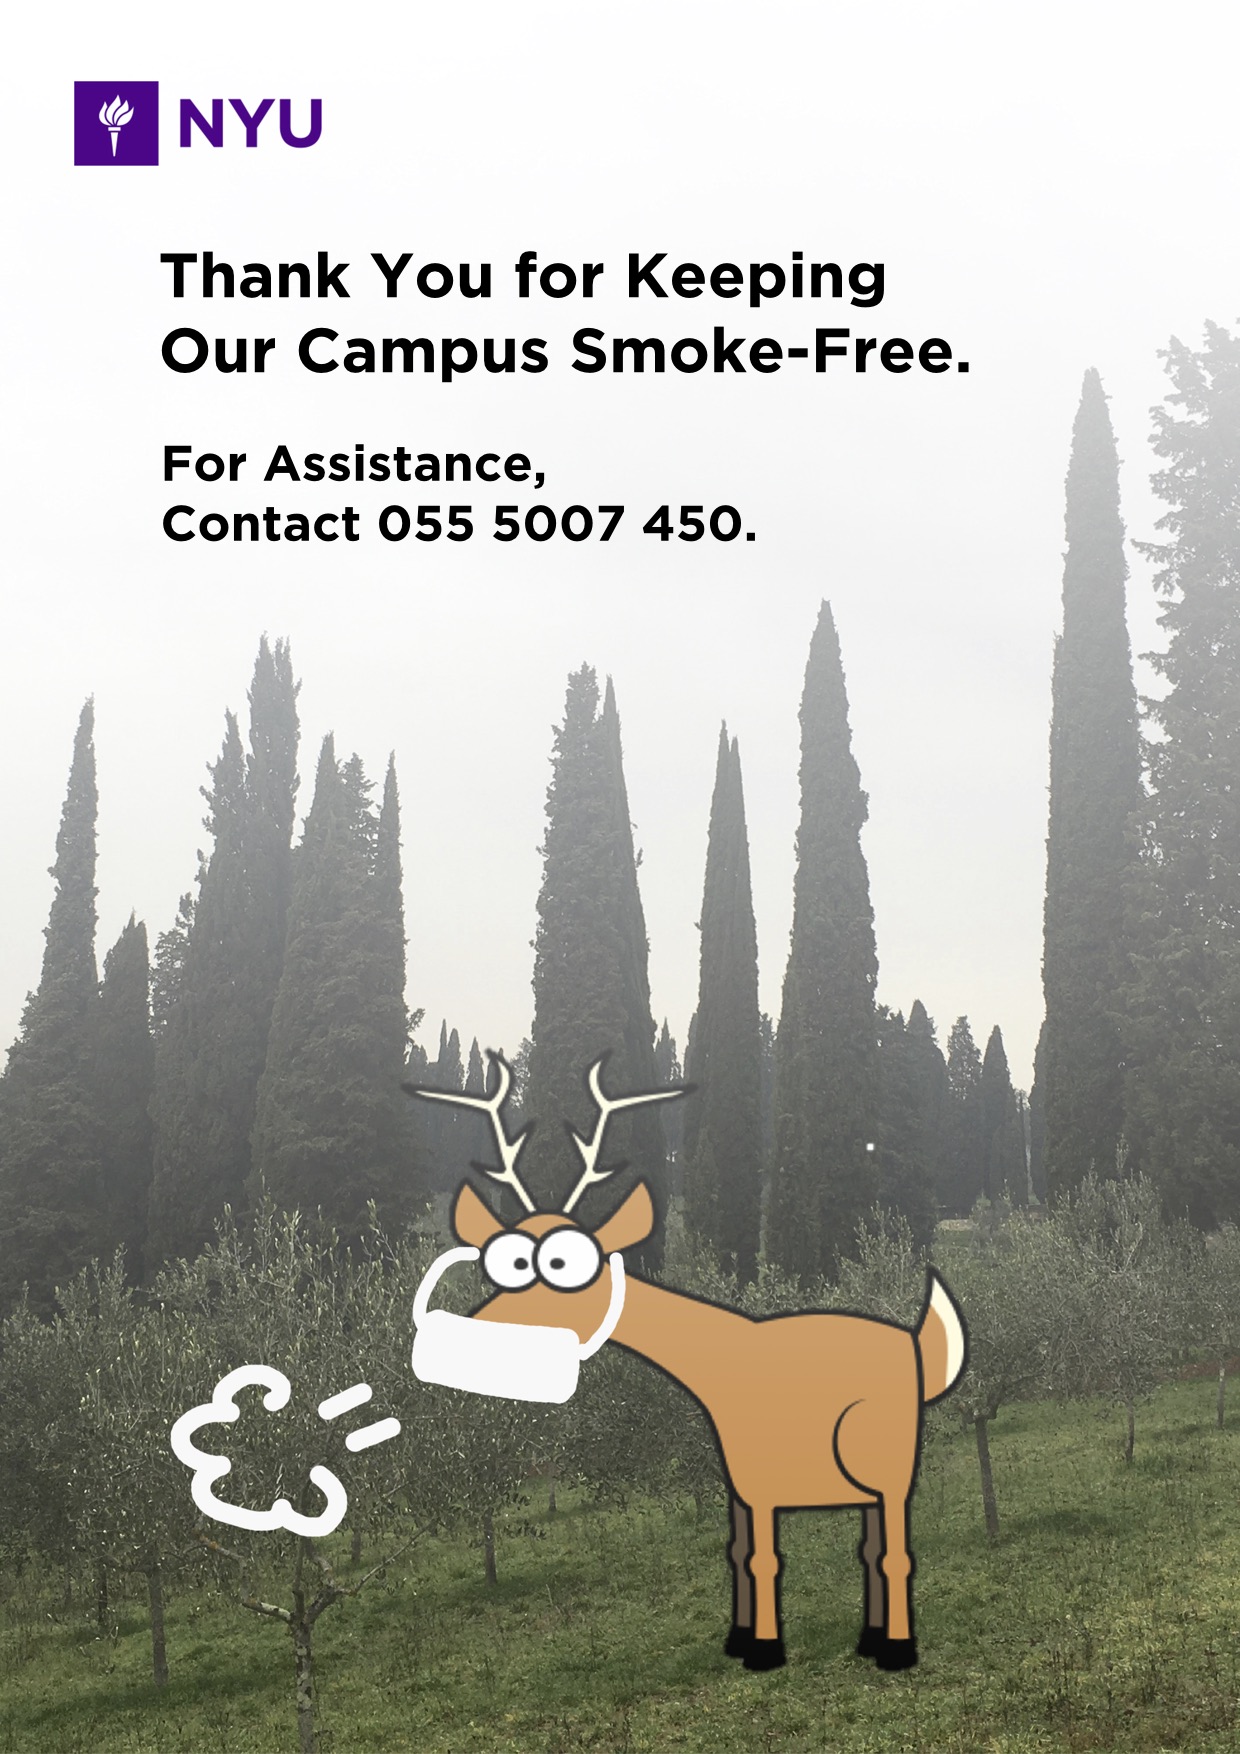 NYU
Thank You for Keeping
Our Campus Smoke-Free.
For Assistance,
Contact 055 5007 450.